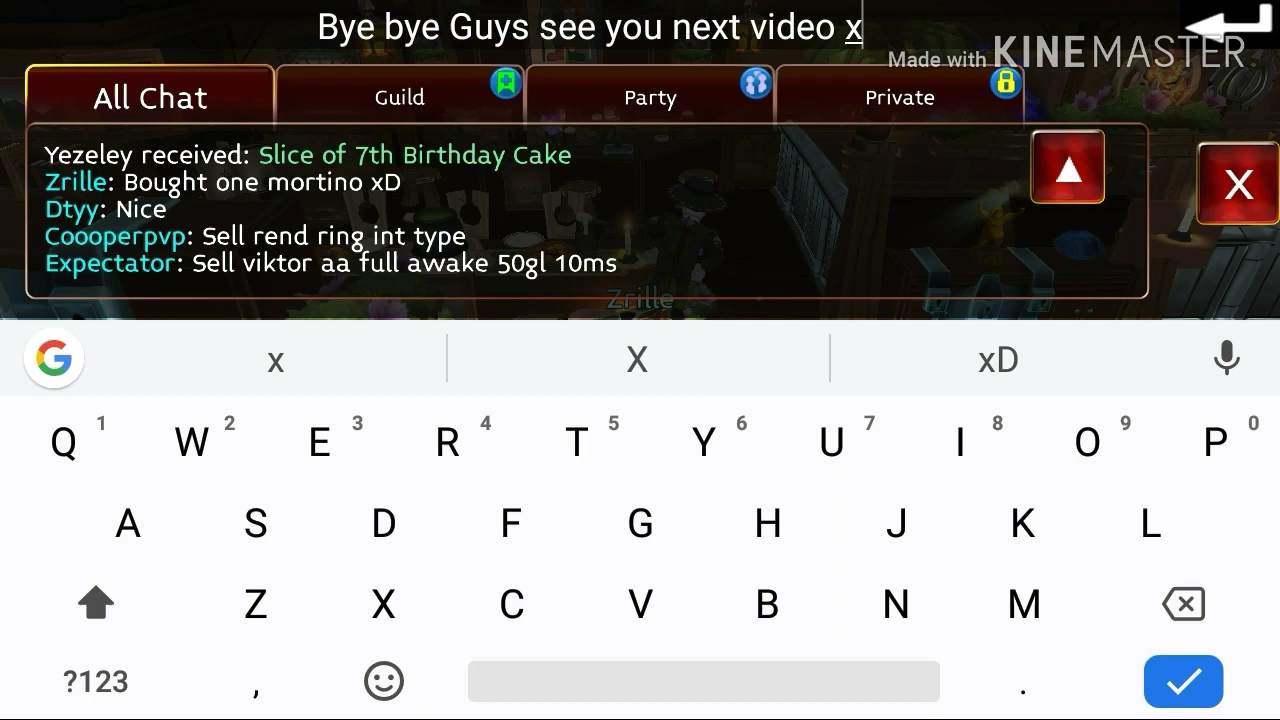 Bye bye Guys see you next video x
Made with KINEMASTER
All Chat
Guild
Party
Private
Yezeley received: Slice of 7th Birthday Cake
Zrille: Bought one mortino xD
Dtyy: Nice
Coooperpvp: Sell rend ring int type
Expectator: Sell viktor aa full awake 50gl 10ms
X
Zrille
G
x X xD
Q 1 W 2 E 3 R 4 T 5 Y 6 U 7 I 8 O 9 P 0
A S D F G H J K L
Z X C V B N M
?123 , .